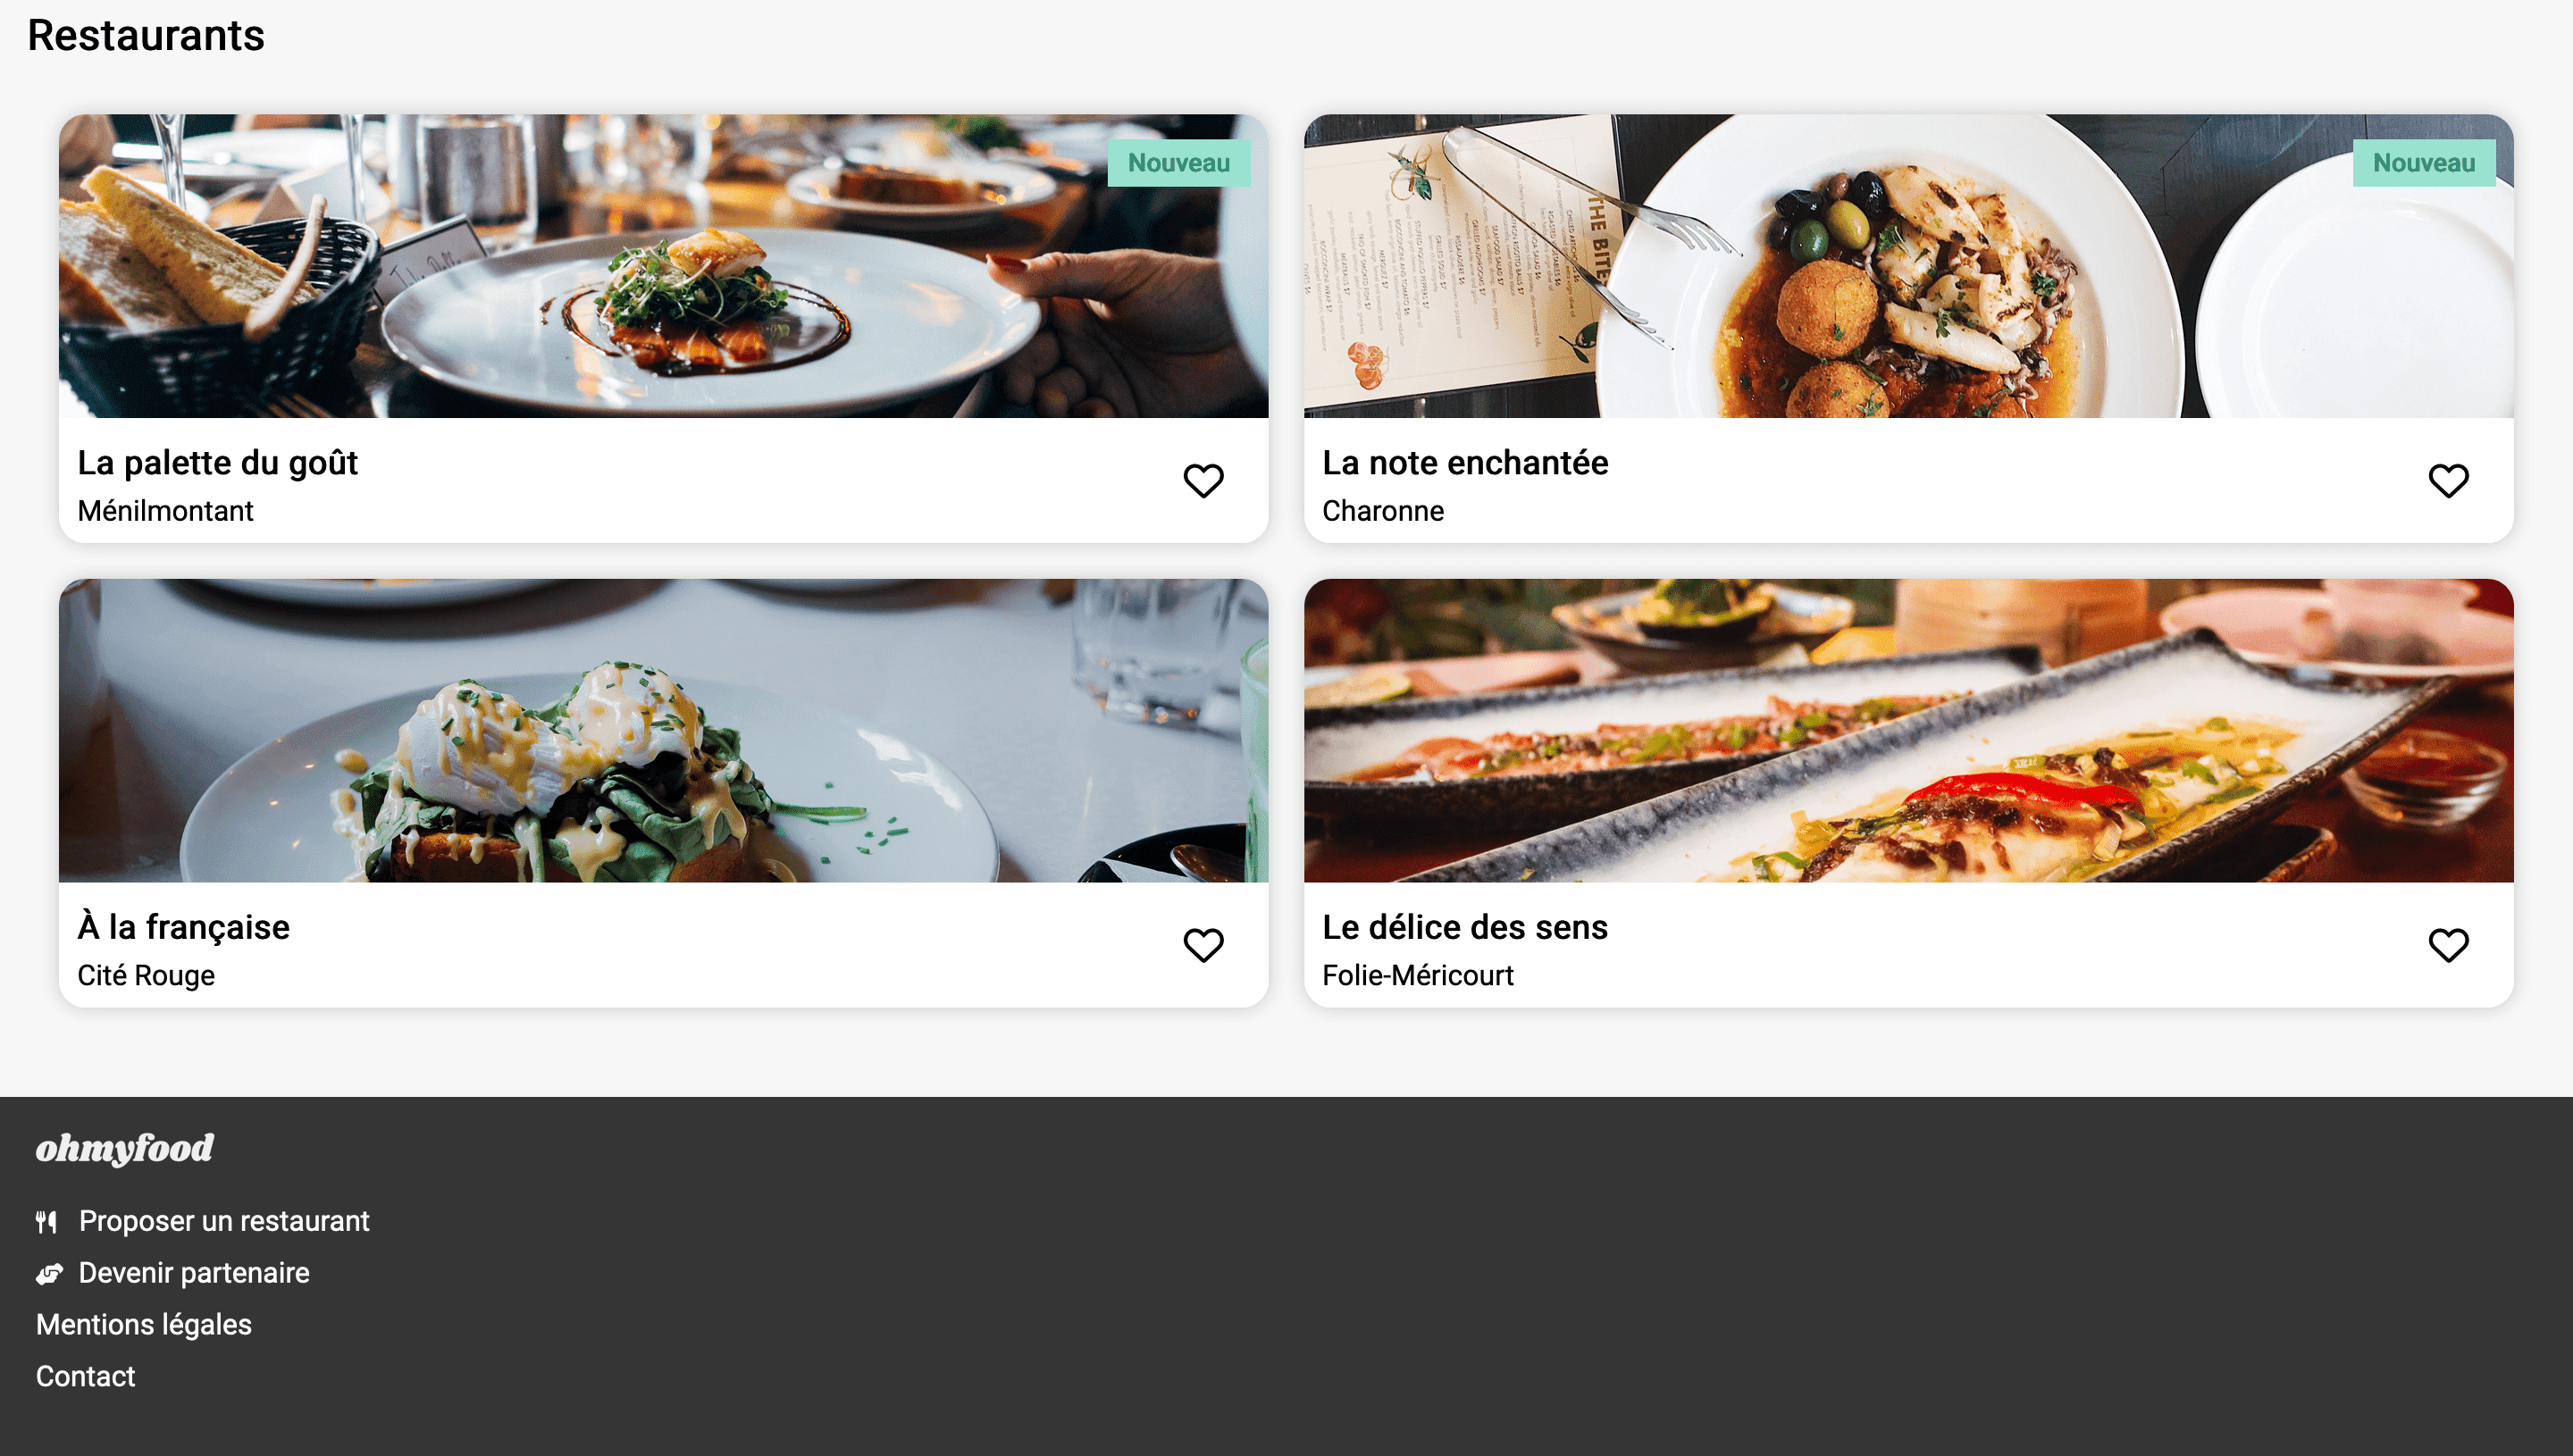 Restaurants
Nouveau
Nouveau
THE BITE
La palette du goût
Ménilmontant
La note enchantée
Charonne
À la française
Cité Rouge
Le délice des sens
Folie-Méricourt
ohmyfood
Proposer un restaurant
Devenir partenaire
Mentions légales
Contact